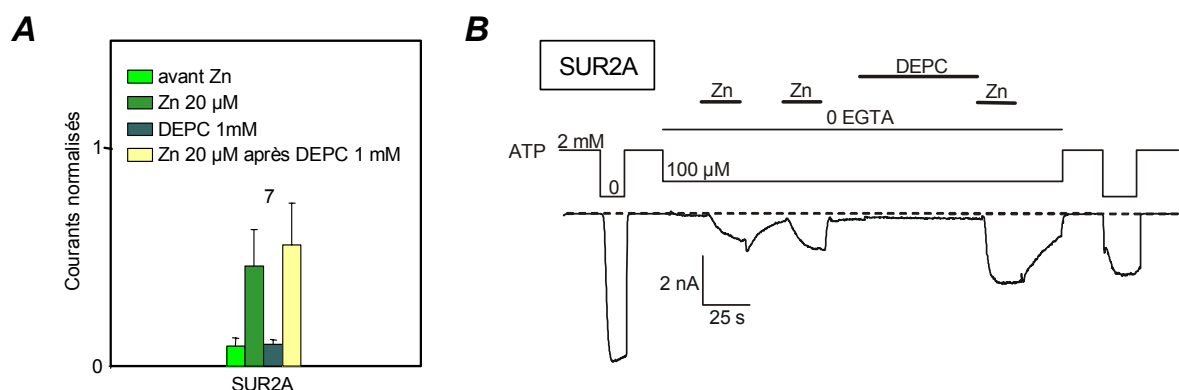 A
Courants normalisés
1
0
avant Zn
Zn 20 µM
DEPC 1mM
Zn 20 µM après DEPC 1 mM
7
SUR2A
B
SUR2A
DEPC
Zn
Zn
Zn
0 EGTA
ATP
2 mM
0
100 µM
2 nA
25 s